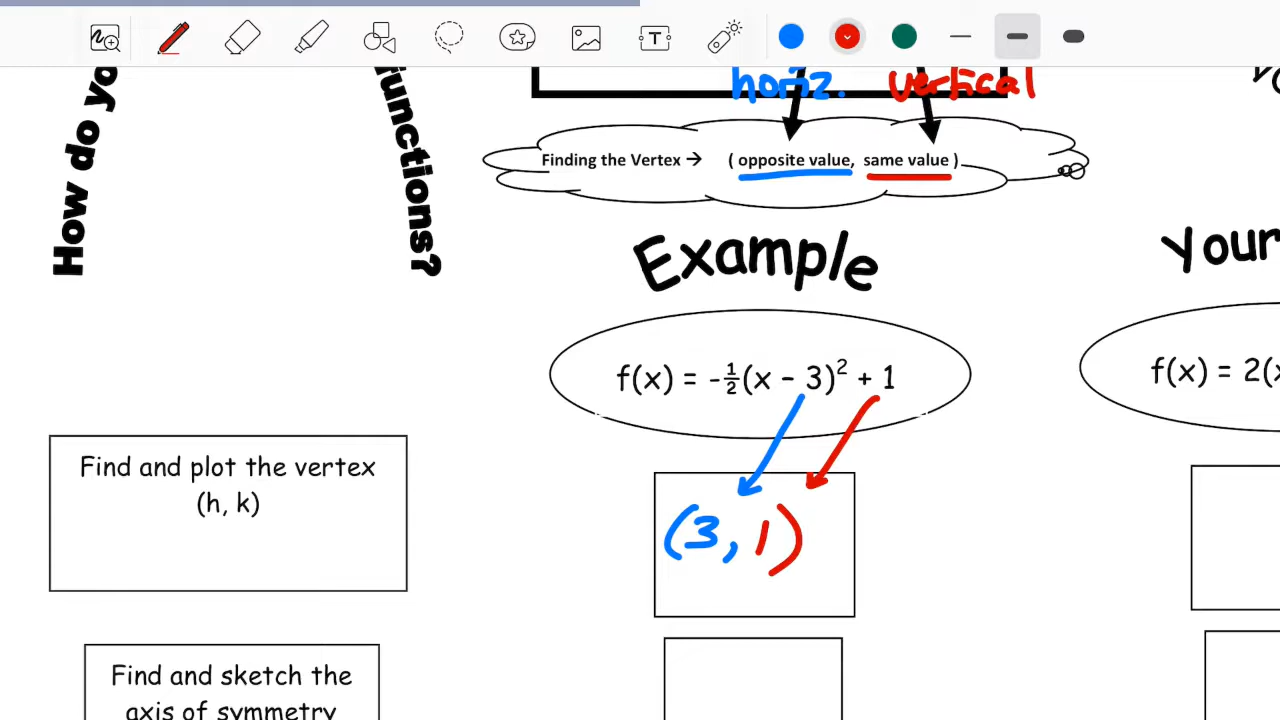 How do yo
functions?
horiz. vertical
Finding the Vertex → ( opposite value, same value )
Example
Your
f(x) = -½(x – 3)² + 1
f(x) = 2(x
Find and plot the vertex
(h, k)
(3, 1)
Find and sketch the
axis of symmetry
T